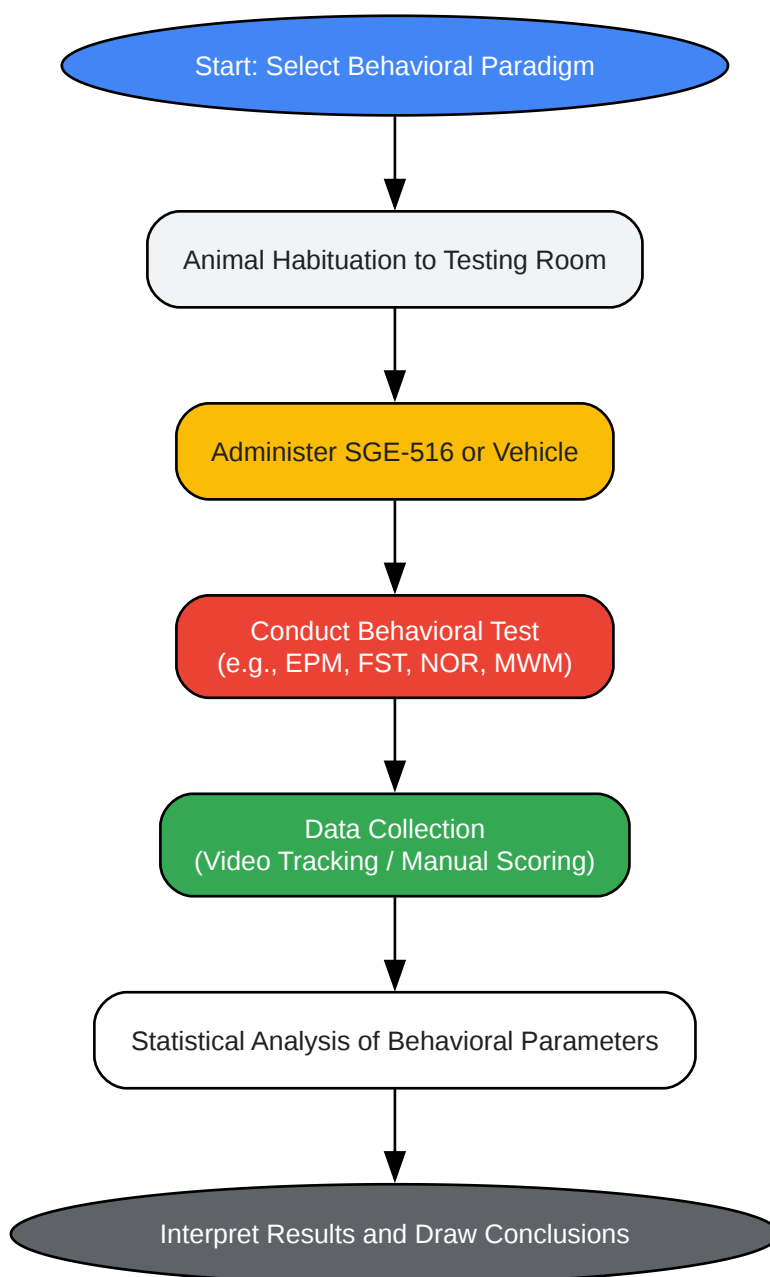 Start: Select Behavioral Paradigm
Animal Habituation to Testing Room
Administer SGE-516 or Vehicle
Conduct Behavioral Test
(e.g., EPM, FST, NOR, MWM)
Data Collection
(Video Tracking / Manual Scoring)
Statistical Analysis of Behavioral Parameters
Interpret Results and Draw Conclusions